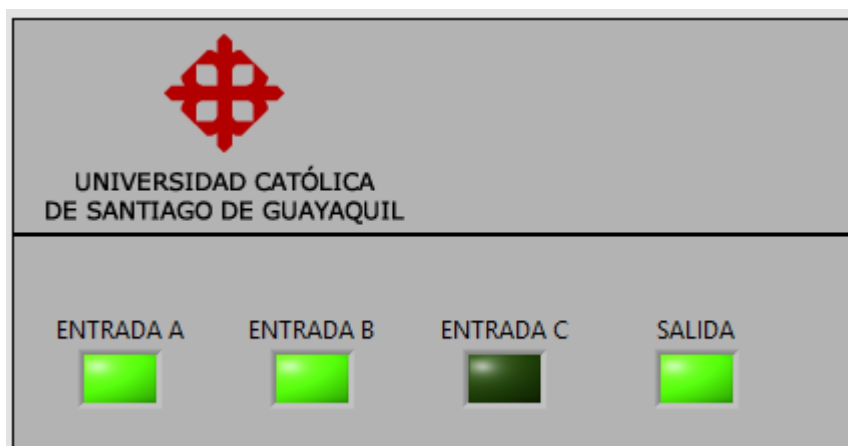 UNIVERSIDAD CATÓLICA
DE SANTIAGO DE GUAYAQUIL
ENTRADA A
ENTRADA B
ENTRADA C
SALIDA